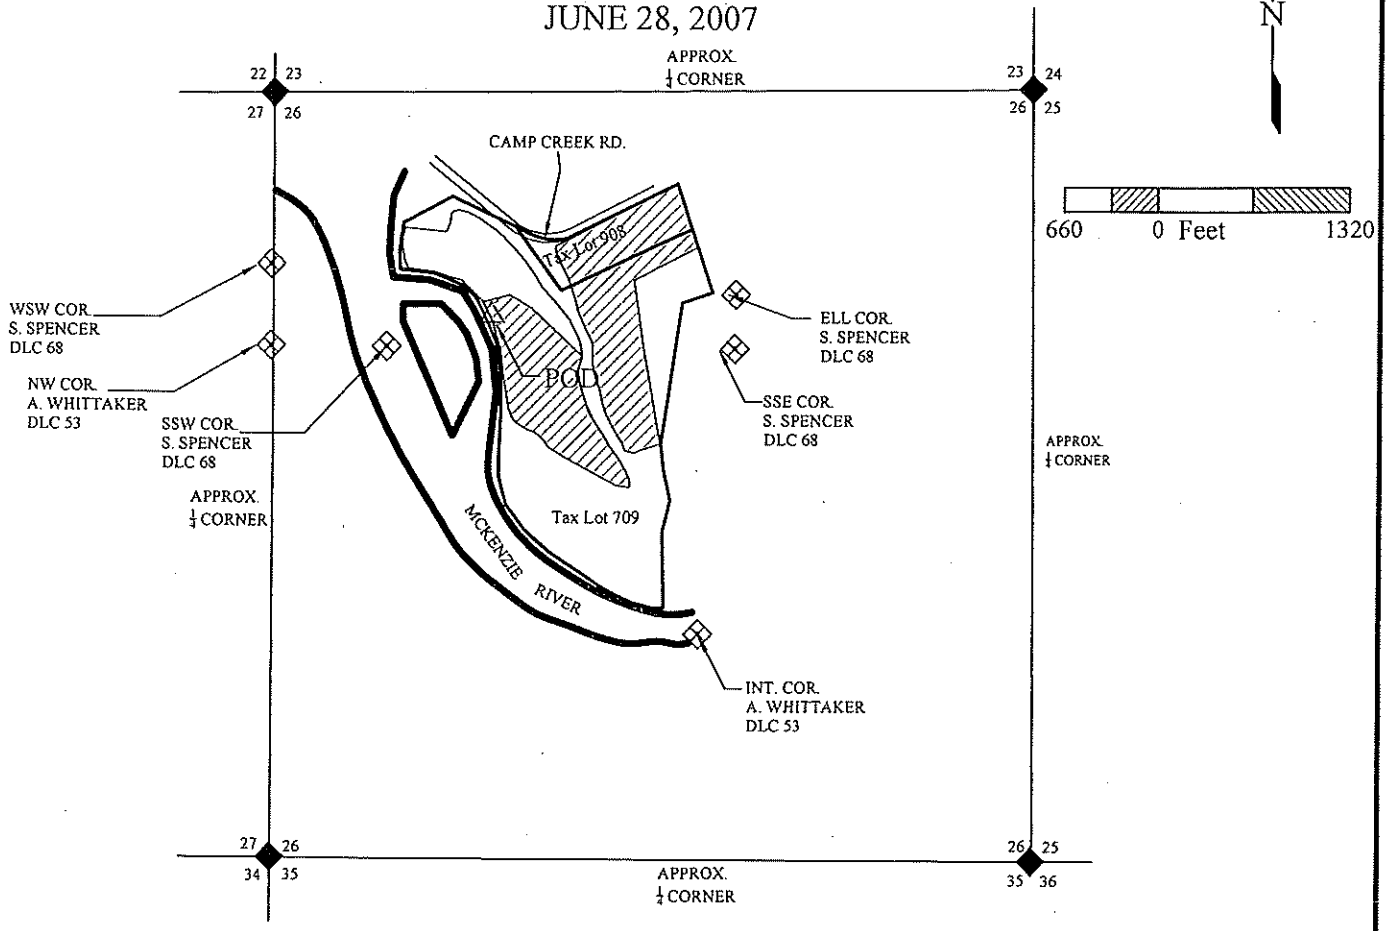 JUNE 28, 2007
N
APPROX.
1/4 CORNER
22 23
27 26
23 24
26 25
CAMP CREEK RD.
Tax Lot 908
660 0 Feet 1320
WSW COR.
S. SPENCER
DLC 68
ELL COR.
S. SPENCER
DLC 68
NW COR.
A. WHITTAKER
DLC 53
POD
SSW COR.
S. SPENCER
DLC 68
SSE COR.
S. SPENCER
DLC 68
APPROX.
1/4 CORNER
APPROX.
1/4 CORNER
Tax Lot 709
MCKENZIE RIVER
INT. COR.
A. WHITTAKER
DLC 53
27 26
34 35
26 25
35 36
APPROX.
1/4 CORNER